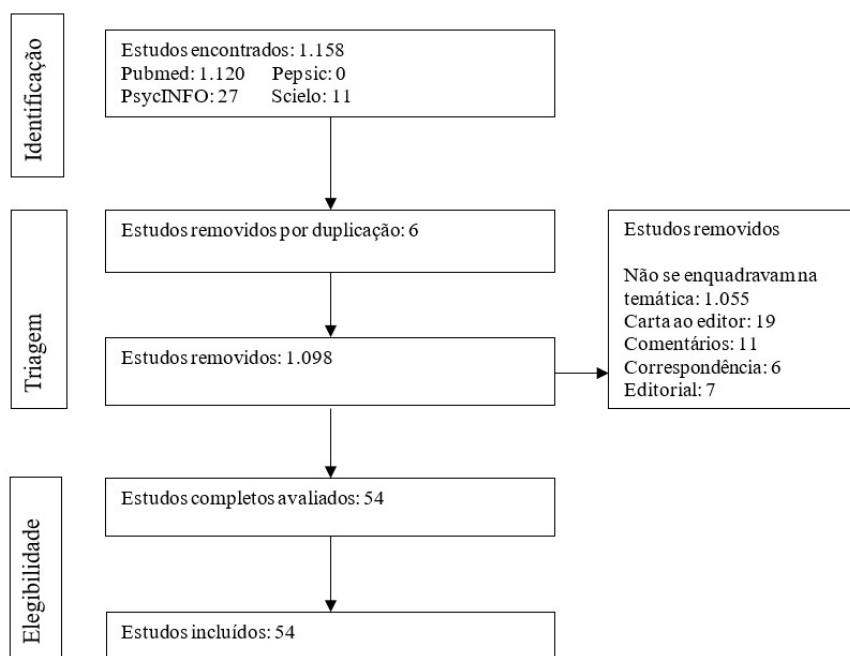 Identificação
Estudos encontrados: 1.158
Pubmed: 1.120 Pepsic: 0
PsycINFO: 27 Scielo: 11
Triagem
Estudos removidos por duplicação: 6
Estudos removidos: 1.098
Estudos removidos
Não se enquadravam na
temática: 1.055
Carta ao editor: 19
Comentários: 11
Correspondência: 6
Editorial: 7
Elegibilidade
Estudos completos avaliados: 54
Estudos incluídos: 54